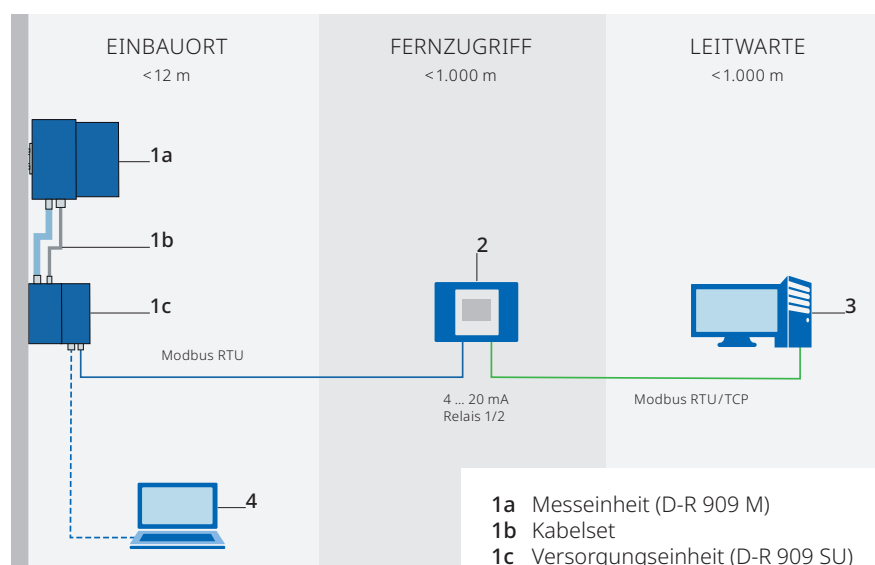 EINBAUORT
<12 m
FERNZUGRIFF
<1.000 m
LEITWARTE
<1.000 m
1a
1b
1c
2
3
Modbus RTU
4 ... 20 mA
Relais 1/2
Modbus RTU/TCP
4
1a Messeinheit (D-R 909 M)
1b Kabelset
1c Versorgungseinheit (D-R 909 SU)